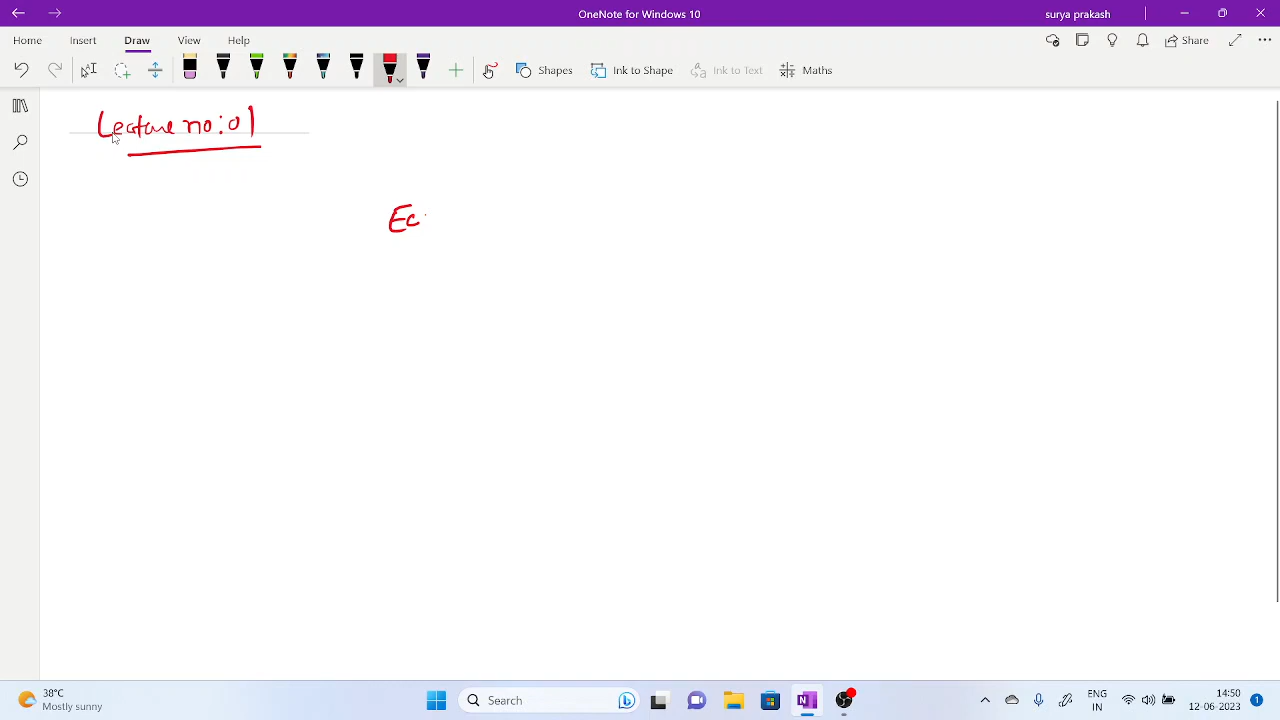 OneNote for Windows 10
surya prakash
Home Insert Draw View Help
Share
Shapes
Ink to Shape
Ink to Text
Maths
Lecture no:01
Ec
38°C
Mostly sunny
Search
ENG
IN
14:50
12-06-2023
1